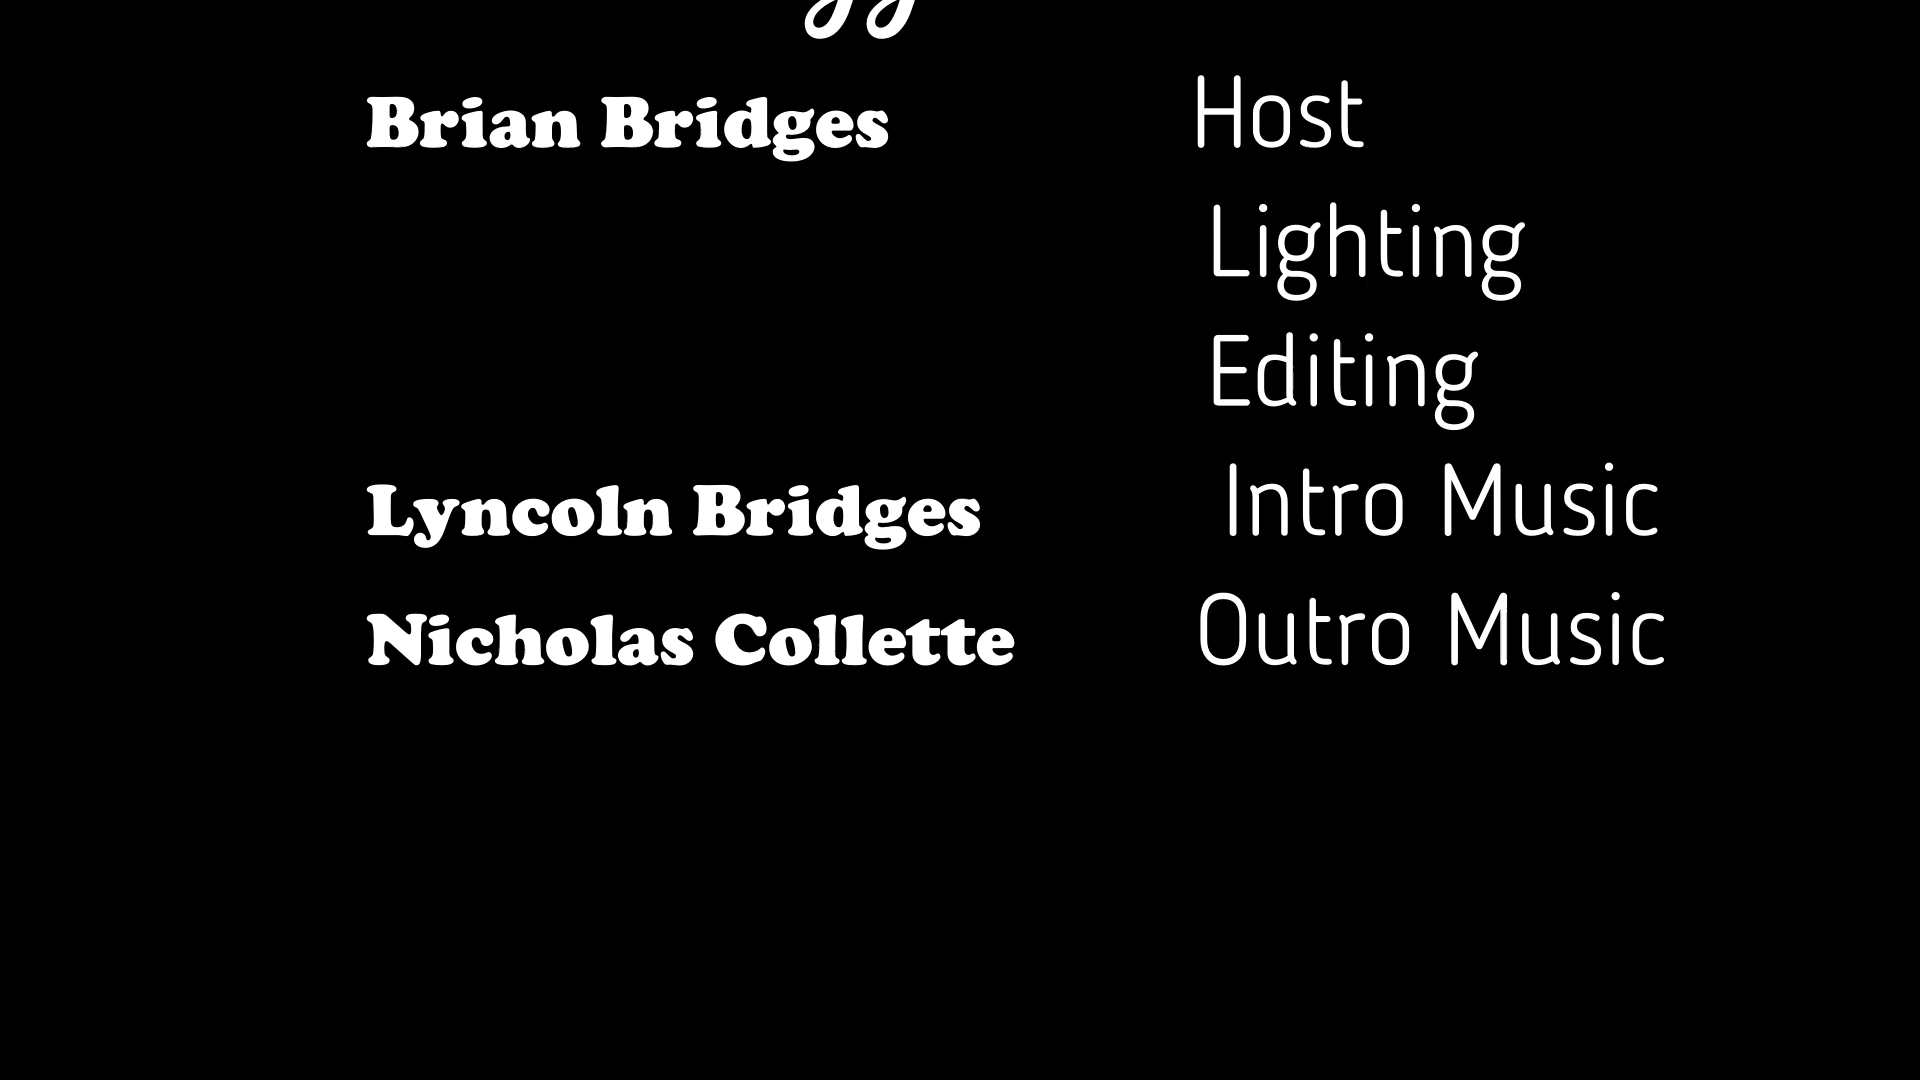 Brian Bridges Host
Lighting
Editing
Lyncoln Bridges Intro Music
Nicholas Collette Outro Music